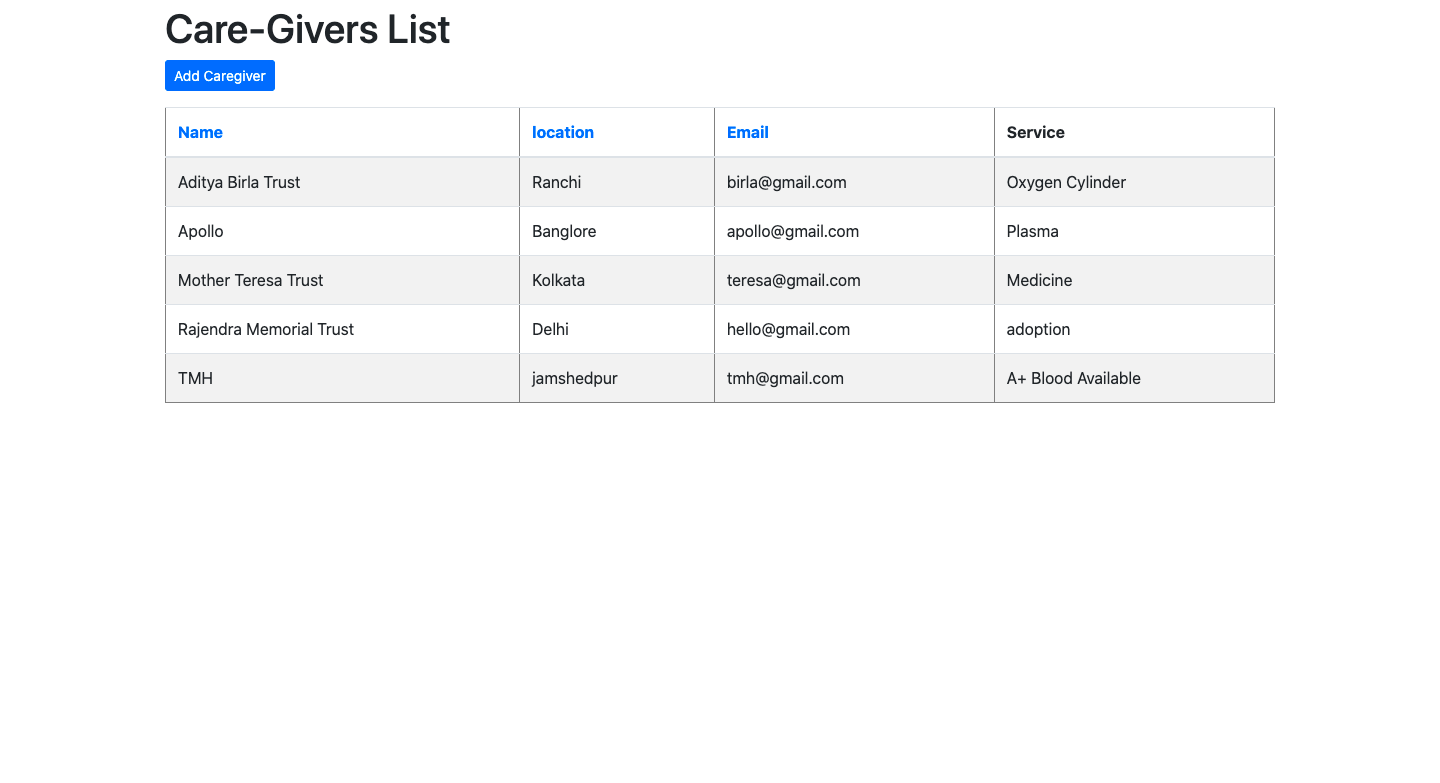 Care-Givers List
Add Caregiver
Name location Email Service
Aditya Birla Trust Ranchi birla@gmail.com Oxygen Cylinder
Apollo Banglore apollo@gmail.com Plasma
Mother Teresa Trust Kolkata teresa@gmail.com Medicine
Rajendra Memorial Trust Delhi hello@gmail.com adoption
TMH jamshedpur tmh@gmail.com A+ Blood Available